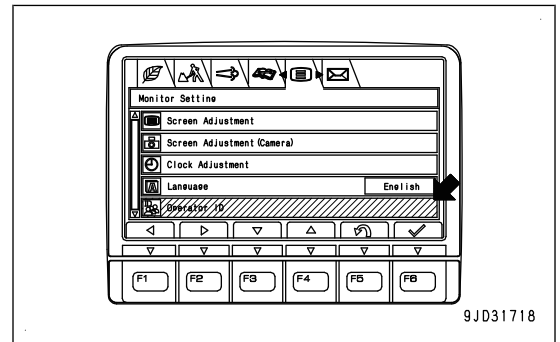 Monitor Setting
Screen Adjustment
Screen Adjustment(Camera)
Clock Adjustment
Language English
Operator ID
F1 F2 F3 F4 F5 F6
9JD31718